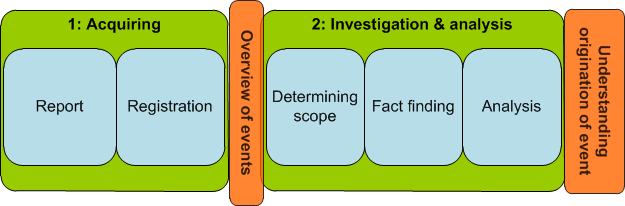 1: Acquiring
Report
Registration
Overview of events
2: Investigation & analysis
Determining
scope
Fact finding
Analysis
Understanding
origination of event